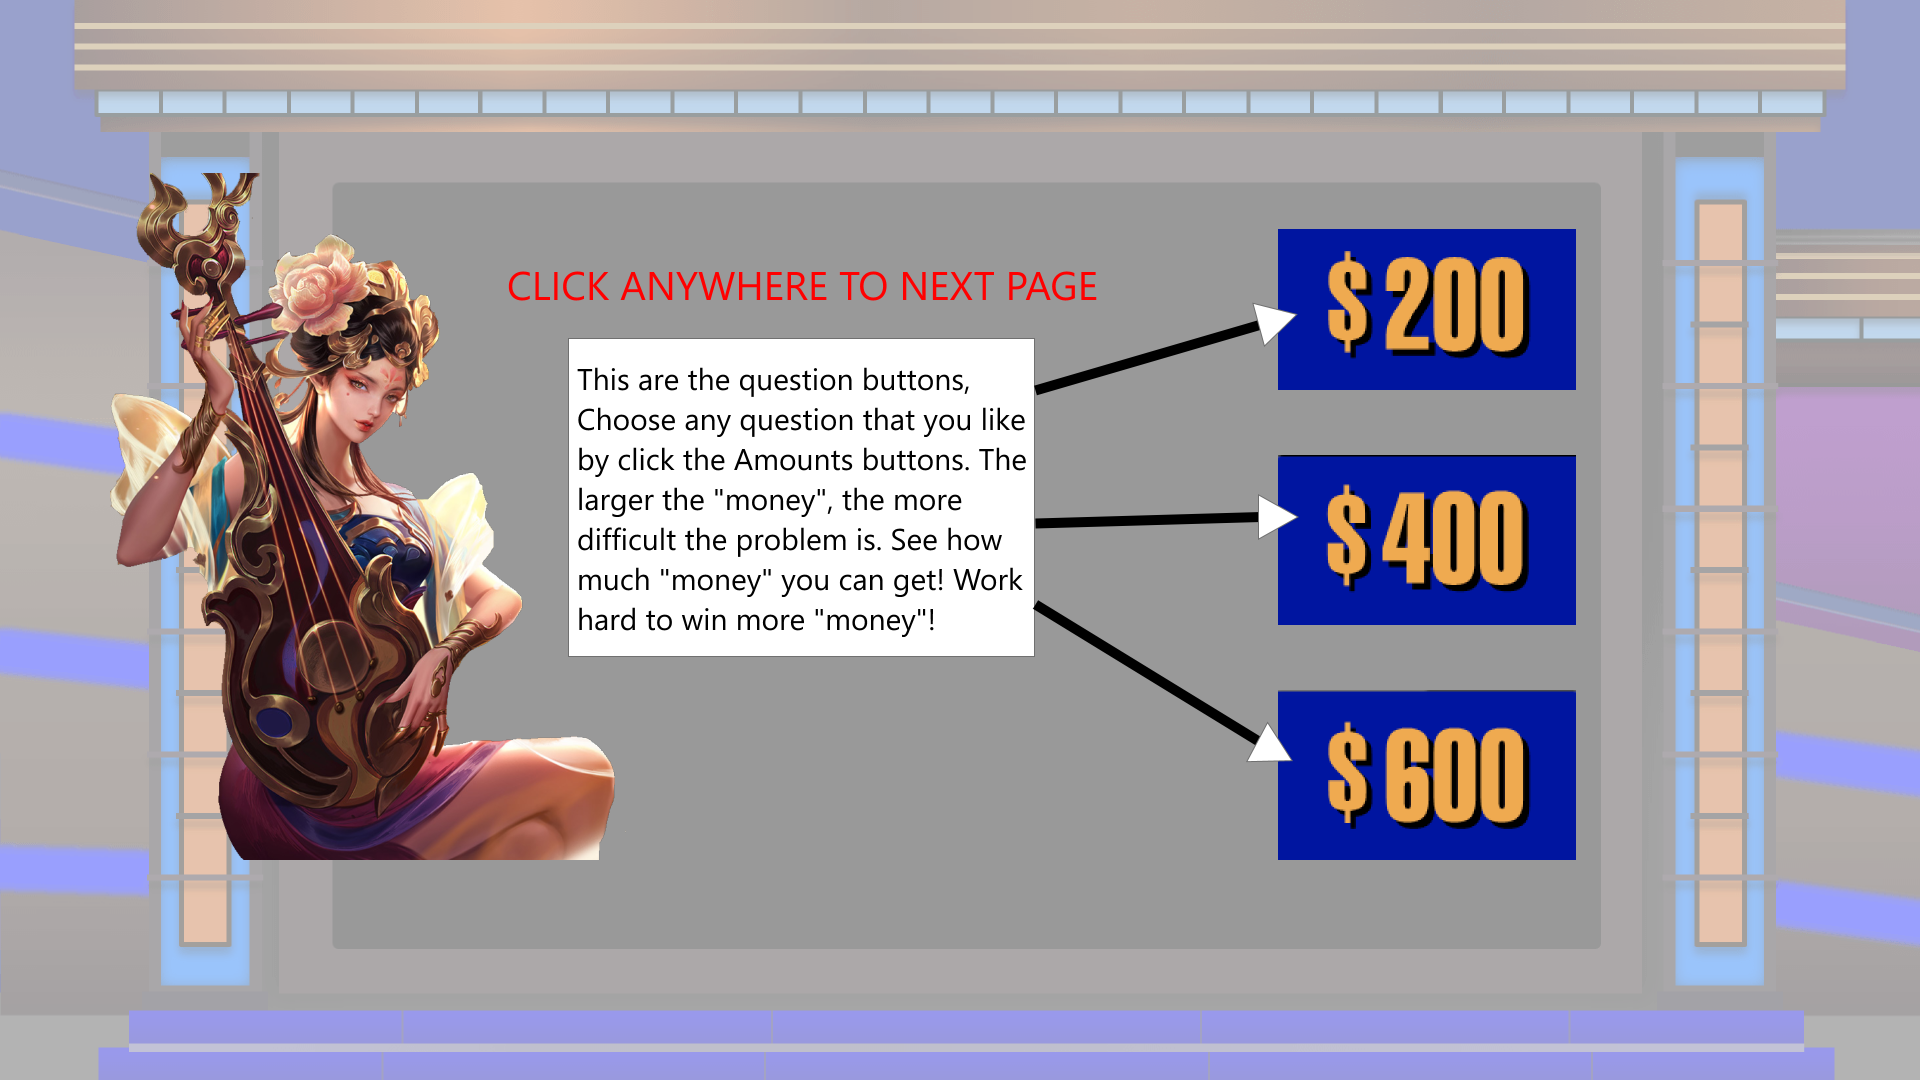 CLICK ANYWHERE TO NEXT PAGE
This are the question buttons,
Choose any question that you like
by click the Amounts buttons. The
larger the "money", the more
difficult the problem is. See how
much "money" you can get! Work
hard to win more "money"!
$200
$400
$600